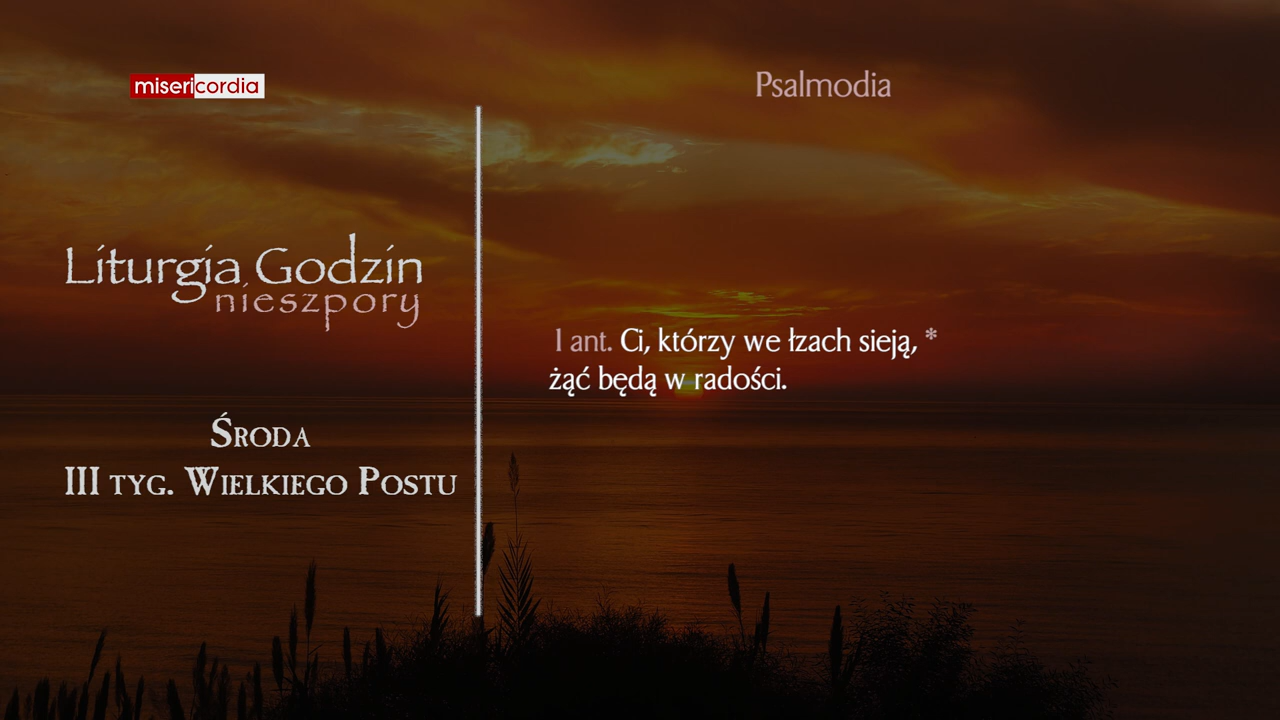 misericordia
Psalmodia
Liturgia Godzin
nieszpory
Środa
III tyg. Wielkiego Postu
1 ant. Ci, którzy we łzach sieją, *
żąć będą w radości.